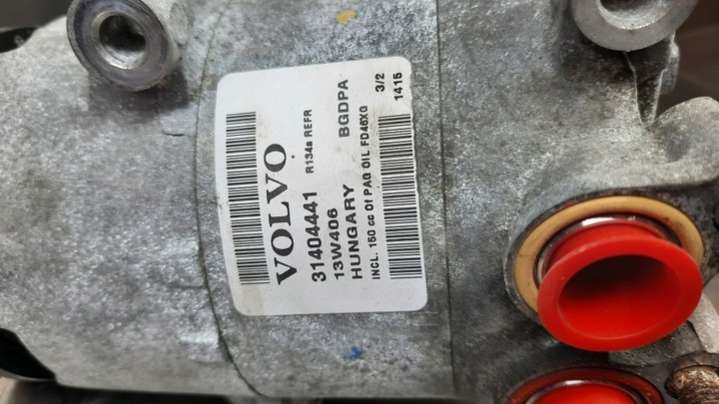 VOLVO R134a REFR
31404441
13W406 BGDPA
HUNGARY 3/2
INCL. 150 cc Of PAG OIL FD46XG 1415